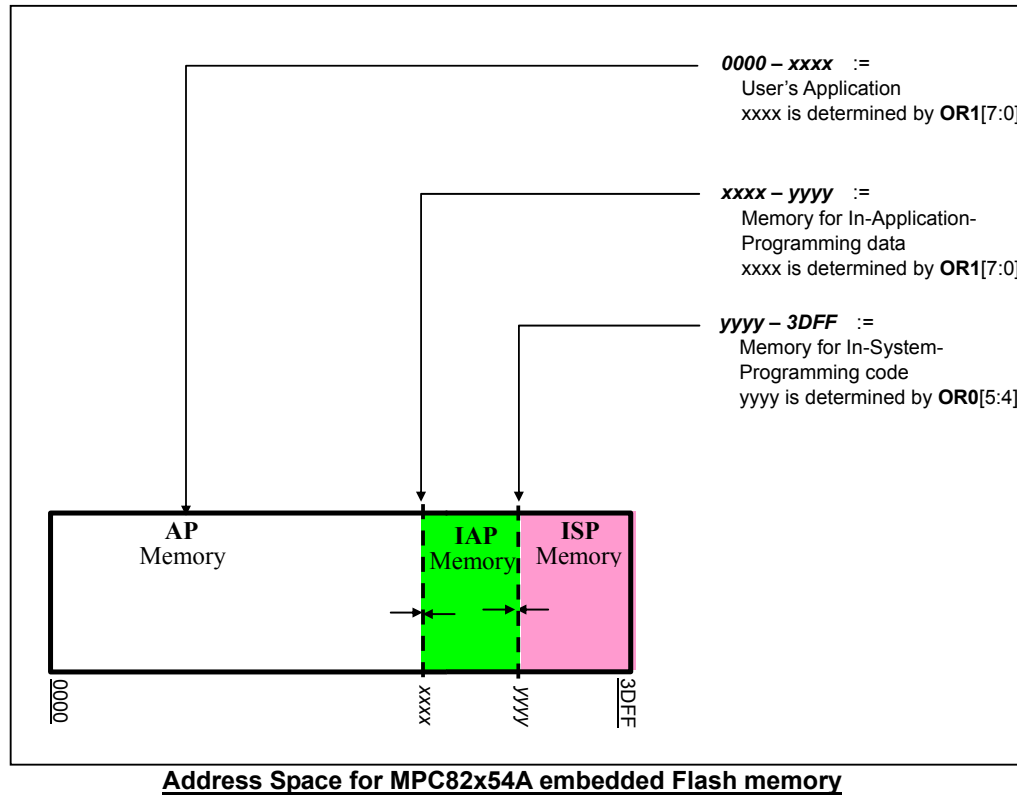 0000 – xxxx :=
User's Application
xxxx is determined by OR1[7:0]
xxxx – yyyy :=
Memory for In-Application-
Programming data
xxxx is determined by OR1[7:0]
yyyy – 3DFF :=
Memory for In-System-
Programming code
yyyy is determined by OR0[5:4]
AP
Memory
IAP
Memory
ISP
Memory
0000
xxxx
yyyy
3DFF
Address Space for MPC82x54A embedded Flash memory